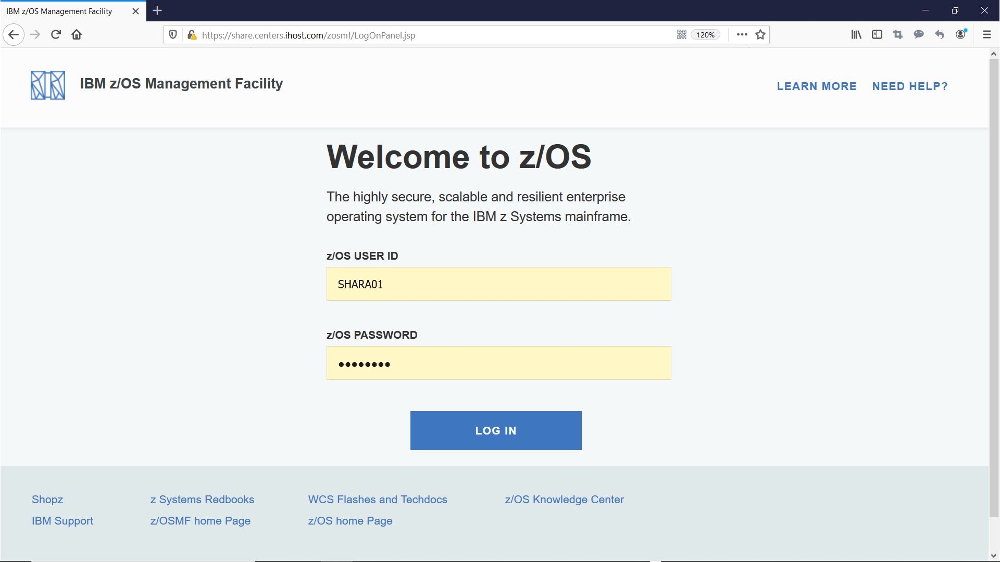 IBM z/OS Management Facility
https://share.centers.ihost.com/zosmf/LogOnPanel.jsp
120%
IBM z/OS Management Facility
LEARN MORE
NEED HELP?
Welcome to z/OS
The highly secure, scalable and resilient enterprise
operating system for the IBM z Systems mainframe.
z/OS USER ID
SHARA01
z/OS PASSWORD
LOG IN
Shopz
z Systems Redbooks
WCS Flashes and Techdocs
z/OS Knowledge Center
IBM Support
z/OSMF home Page
z/OS home Page